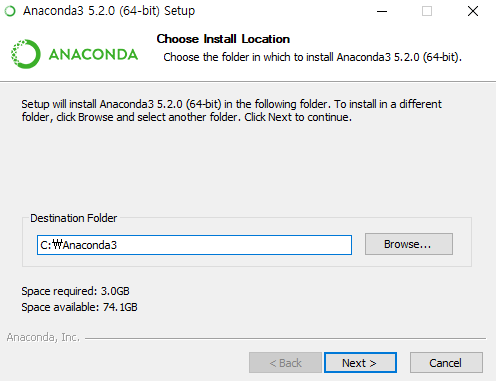 Anaconda3 5.2.0 (64-bit) Setup
Choose Install Location
Choose the folder in which to install Anaconda3 5.2.0 (64-bit).
ANACONDA
Setup will install Anaconda3 5.2.0 (64-bit) in the following folder. To install in a different
folder, click Browse and select another folder. Click Next to continue.
Destination Folder
C:₩Anaconda3
Browse...
Space required: 3.0GB
Space available: 74.1GB
Anaconda, Inc.
< Back
Next >
Cancel